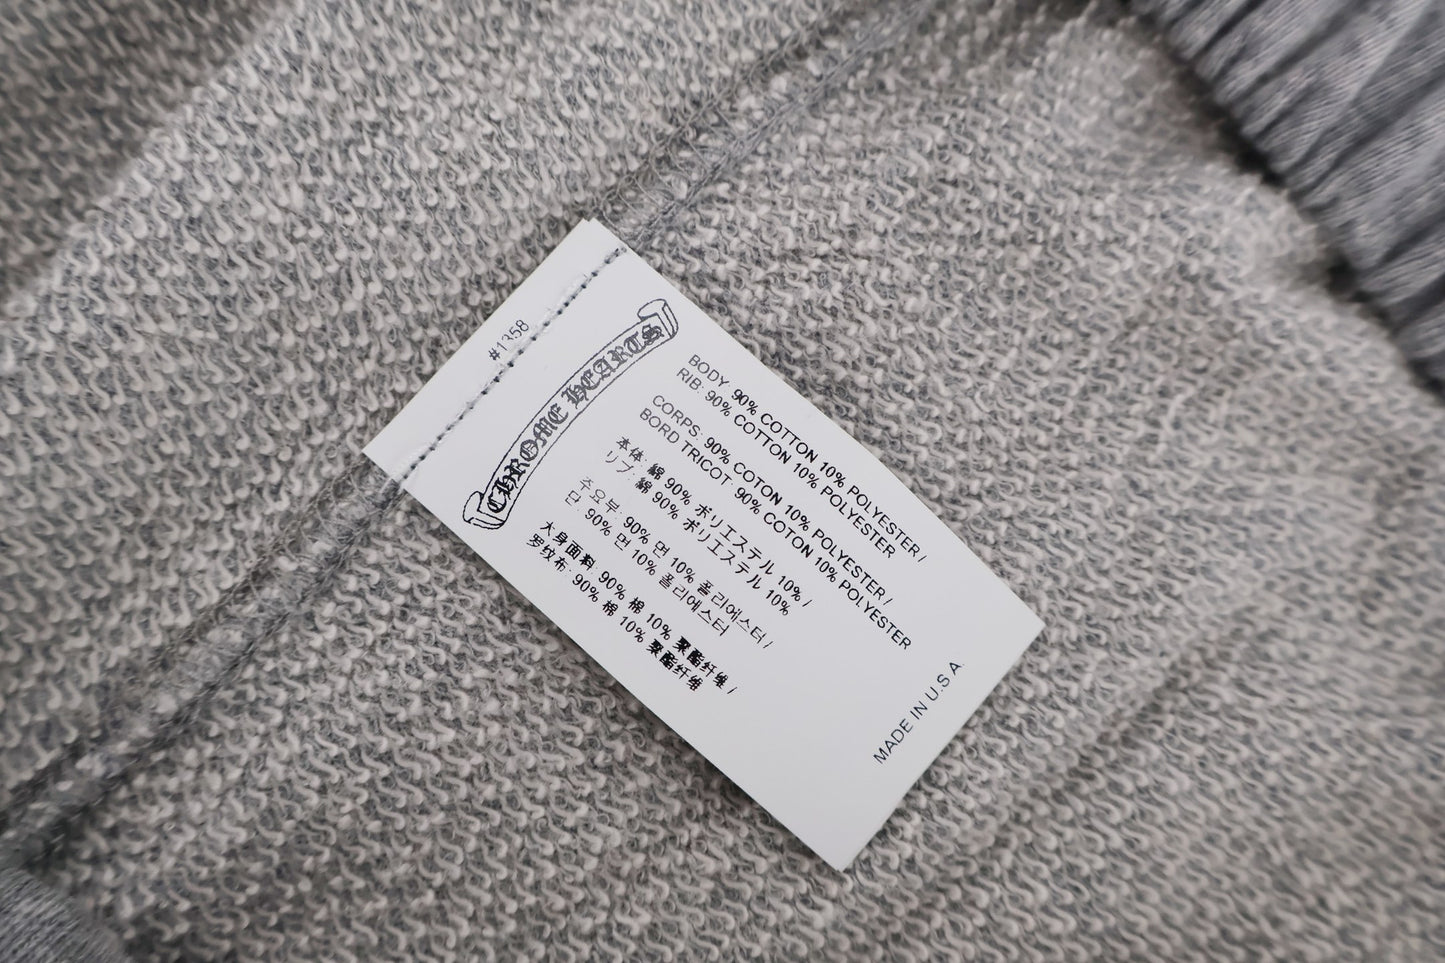 #1358
CHROME HEARTS
BODY: 90% COTTON 10% POLYESTER /
RIB: 90% COTTON 10% POLYESTER
CORPS: 90% COTON 10% POLYESTER /
BORD TRICOT: 90% COTON 10% POLYESTER
本体: 綿 90% ポリエステル 10% /
リブ: 綿 90% ポリエステル 10%
수요부: 90% 면 10% 폴리에스터 /
단: 90% 면 10% 폴리에스터
大身面料: 90% 棉 10% 聚酯纤维 /
罗纹布: 90% 棉 10% 聚酯纤维
MADE IN U.S.A.